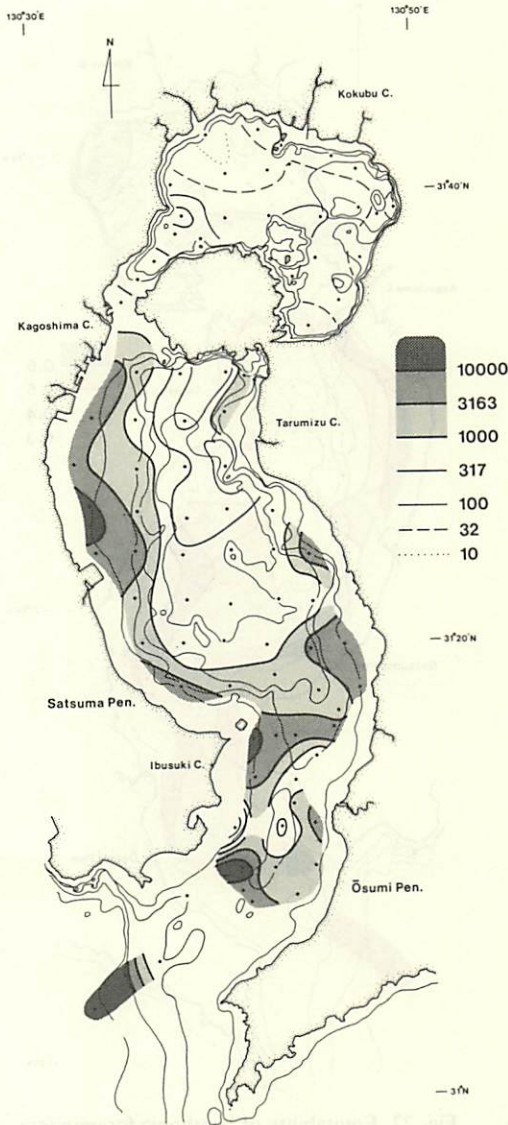 130°30'E
130°50'E
N
Kokubu C.
31°40'N
Kagoshima C.
Tarumizu C.
10000
3163
1000
317
100
32
10
31°20'N
Satsuma Pen.
Ibusuki C.
Ōsumi Pen.
31°N